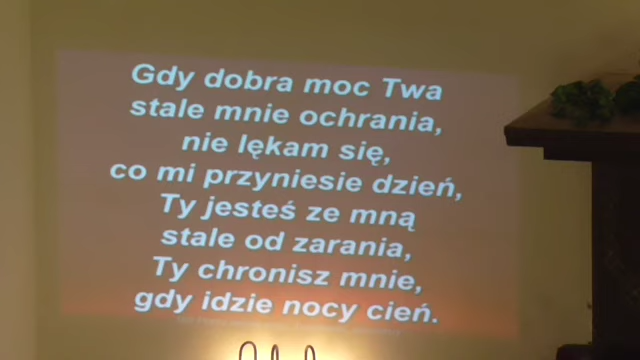 Gdy dobra moc Twa
stale mnie ochrania,
nie lękam się,
co mi przyniesie dzień,
Ty jesteś ze mną
stale od zarania,
Ty chronisz mnie,
gdy idzie nocy cień.